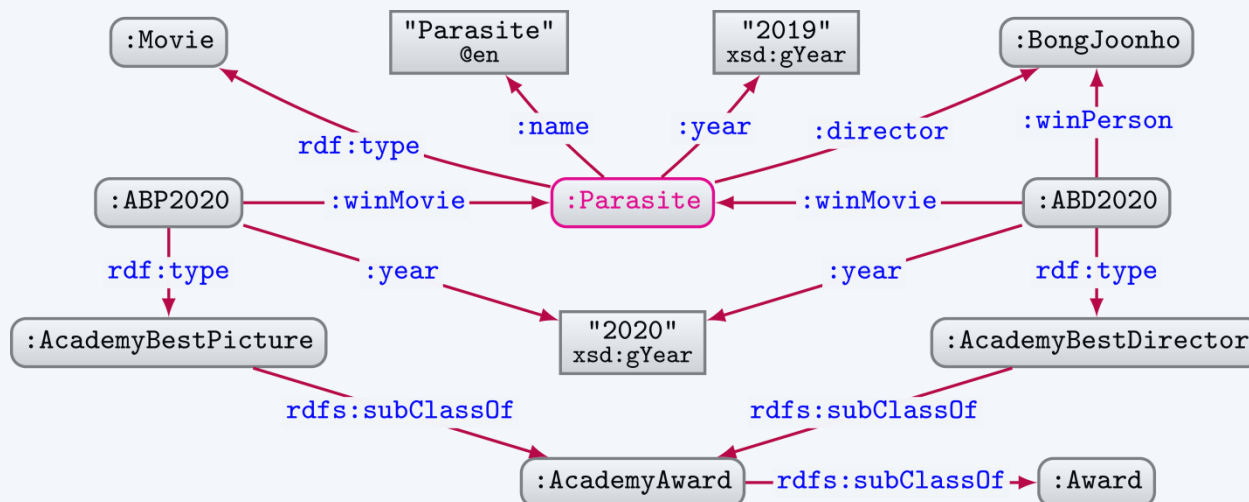 :Movie
"Parasite"
@en
"2019"
xsd:gYear
:BongJoonho
rdf:type
:name
:year
:director
:winPerson
:ABP2020
:winMovie
:Parasite
:winMovie
:ABD2020
rdf:type
:year
:year
rdf:type
:AcademyBestPicture
"2020"
xsd:gYear
:AcademyBestDirector
rdfs:subClassOf
rdfs:subClassOf
:AcademyAward
rdfs:subClassOf
:Award